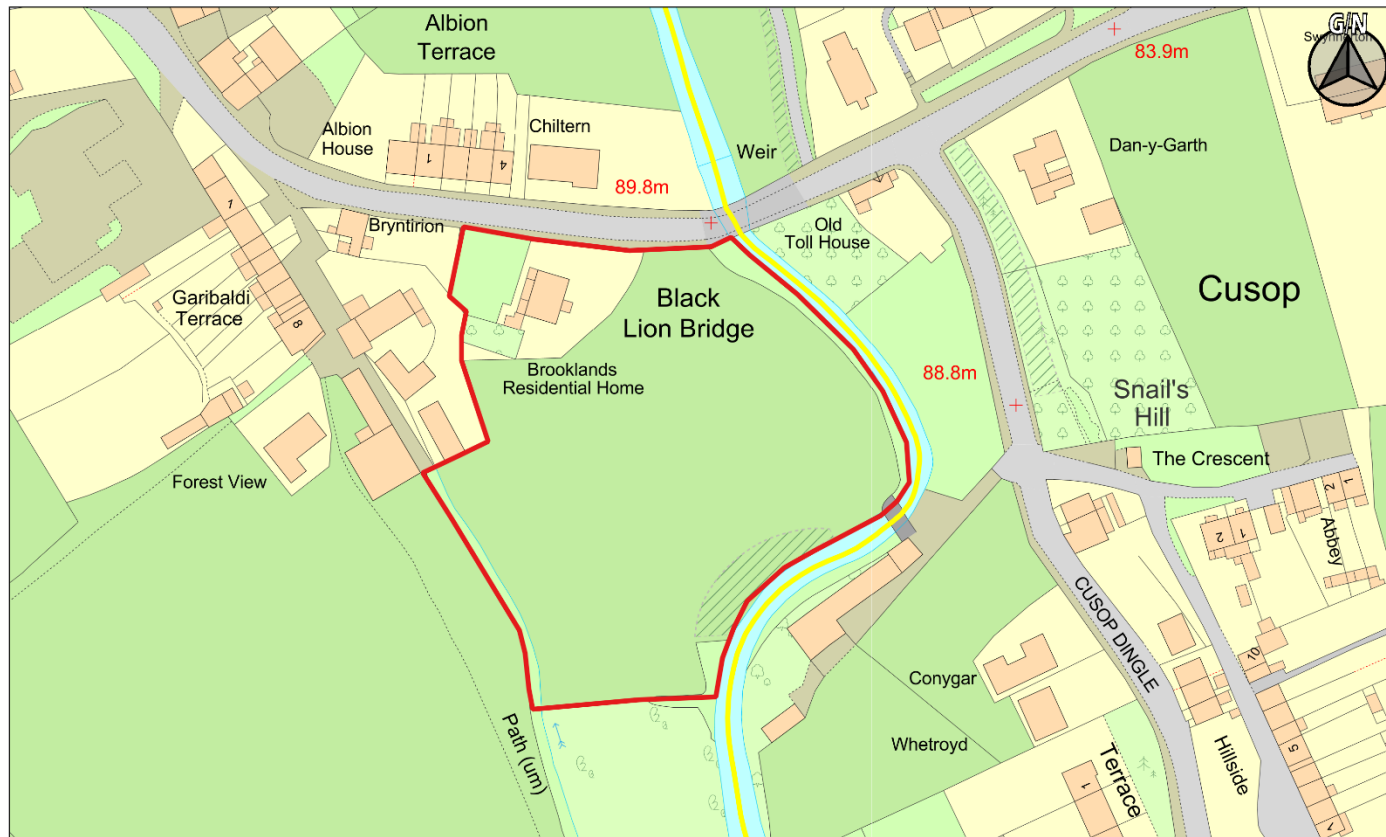 Albion
Terrace
G/N
Swynnerton
83.9m
Albion
House
1
4
Chiltern
Weir
Dan-y-Garth
89.8m
1
Bryntirion
Old
Toll House
Garibaldi
Terrace
8
Black
Lion Bridge
Cusop
Brooklands
Residential Home
88.8m
Snail's
Hill
Forest View
The Crescent
2
1
2
1
Abbey
CUSOP DINGLE
10
Conygar
Path (um)
Whetroyd
Terrace
1
Hillside
5
1